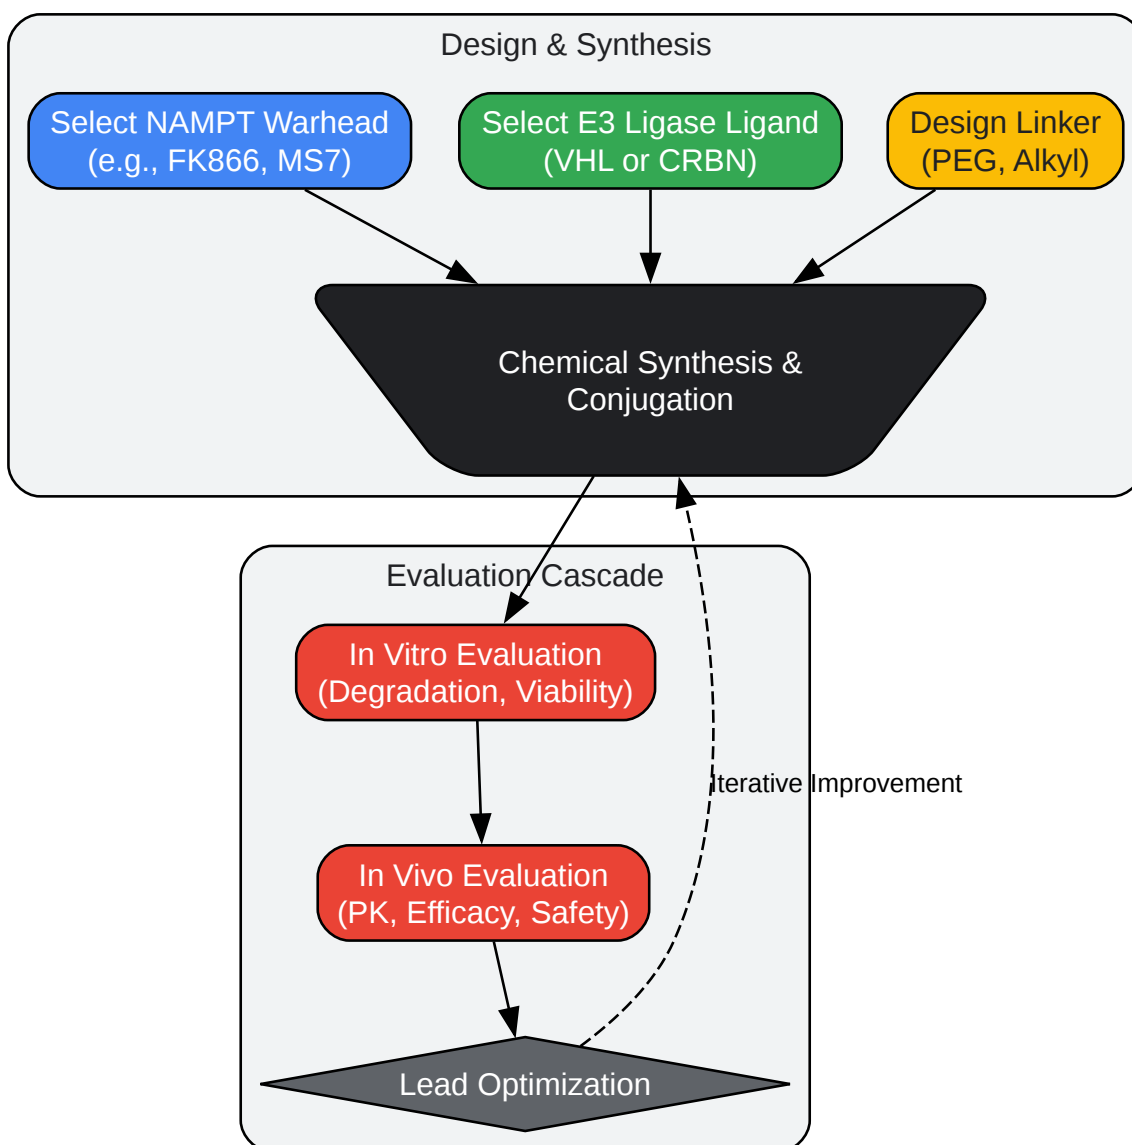 Design & Synthesis
Select NAMPT Warhead
(e.g., FK866, MS7)
Select E3 Ligase Ligand
(VHL or CRBN)
Design Linker
(PEG, Alkyl)
Chemical Synthesis &
Conjugation
Evaluation Cascade
In Vitro Evaluation
(Degradation, Viability)
Iterative Improvement
In Vivo Evaluation
(PK, Efficacy, Safety)
Lead Optimization